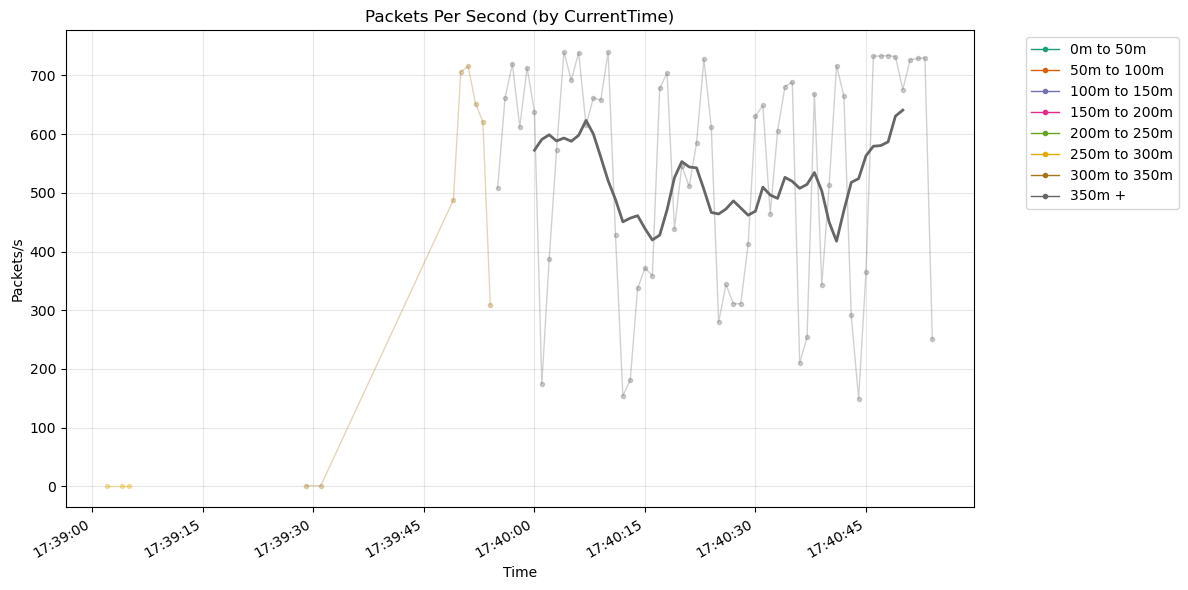 Packets Per Second (by CurrentTime)
0m to 50m
50m to 100m
100m to 150m
150m to 200m
200m to 250m
250m to 300m
300m to 350m
350m +
Packets/s
700
600
500
400
300
200
100
0
17:39:00
17:39:15
17:39:30
17:39:45
17:40:00
17:40:15
17:40:30
17:40:45
Time